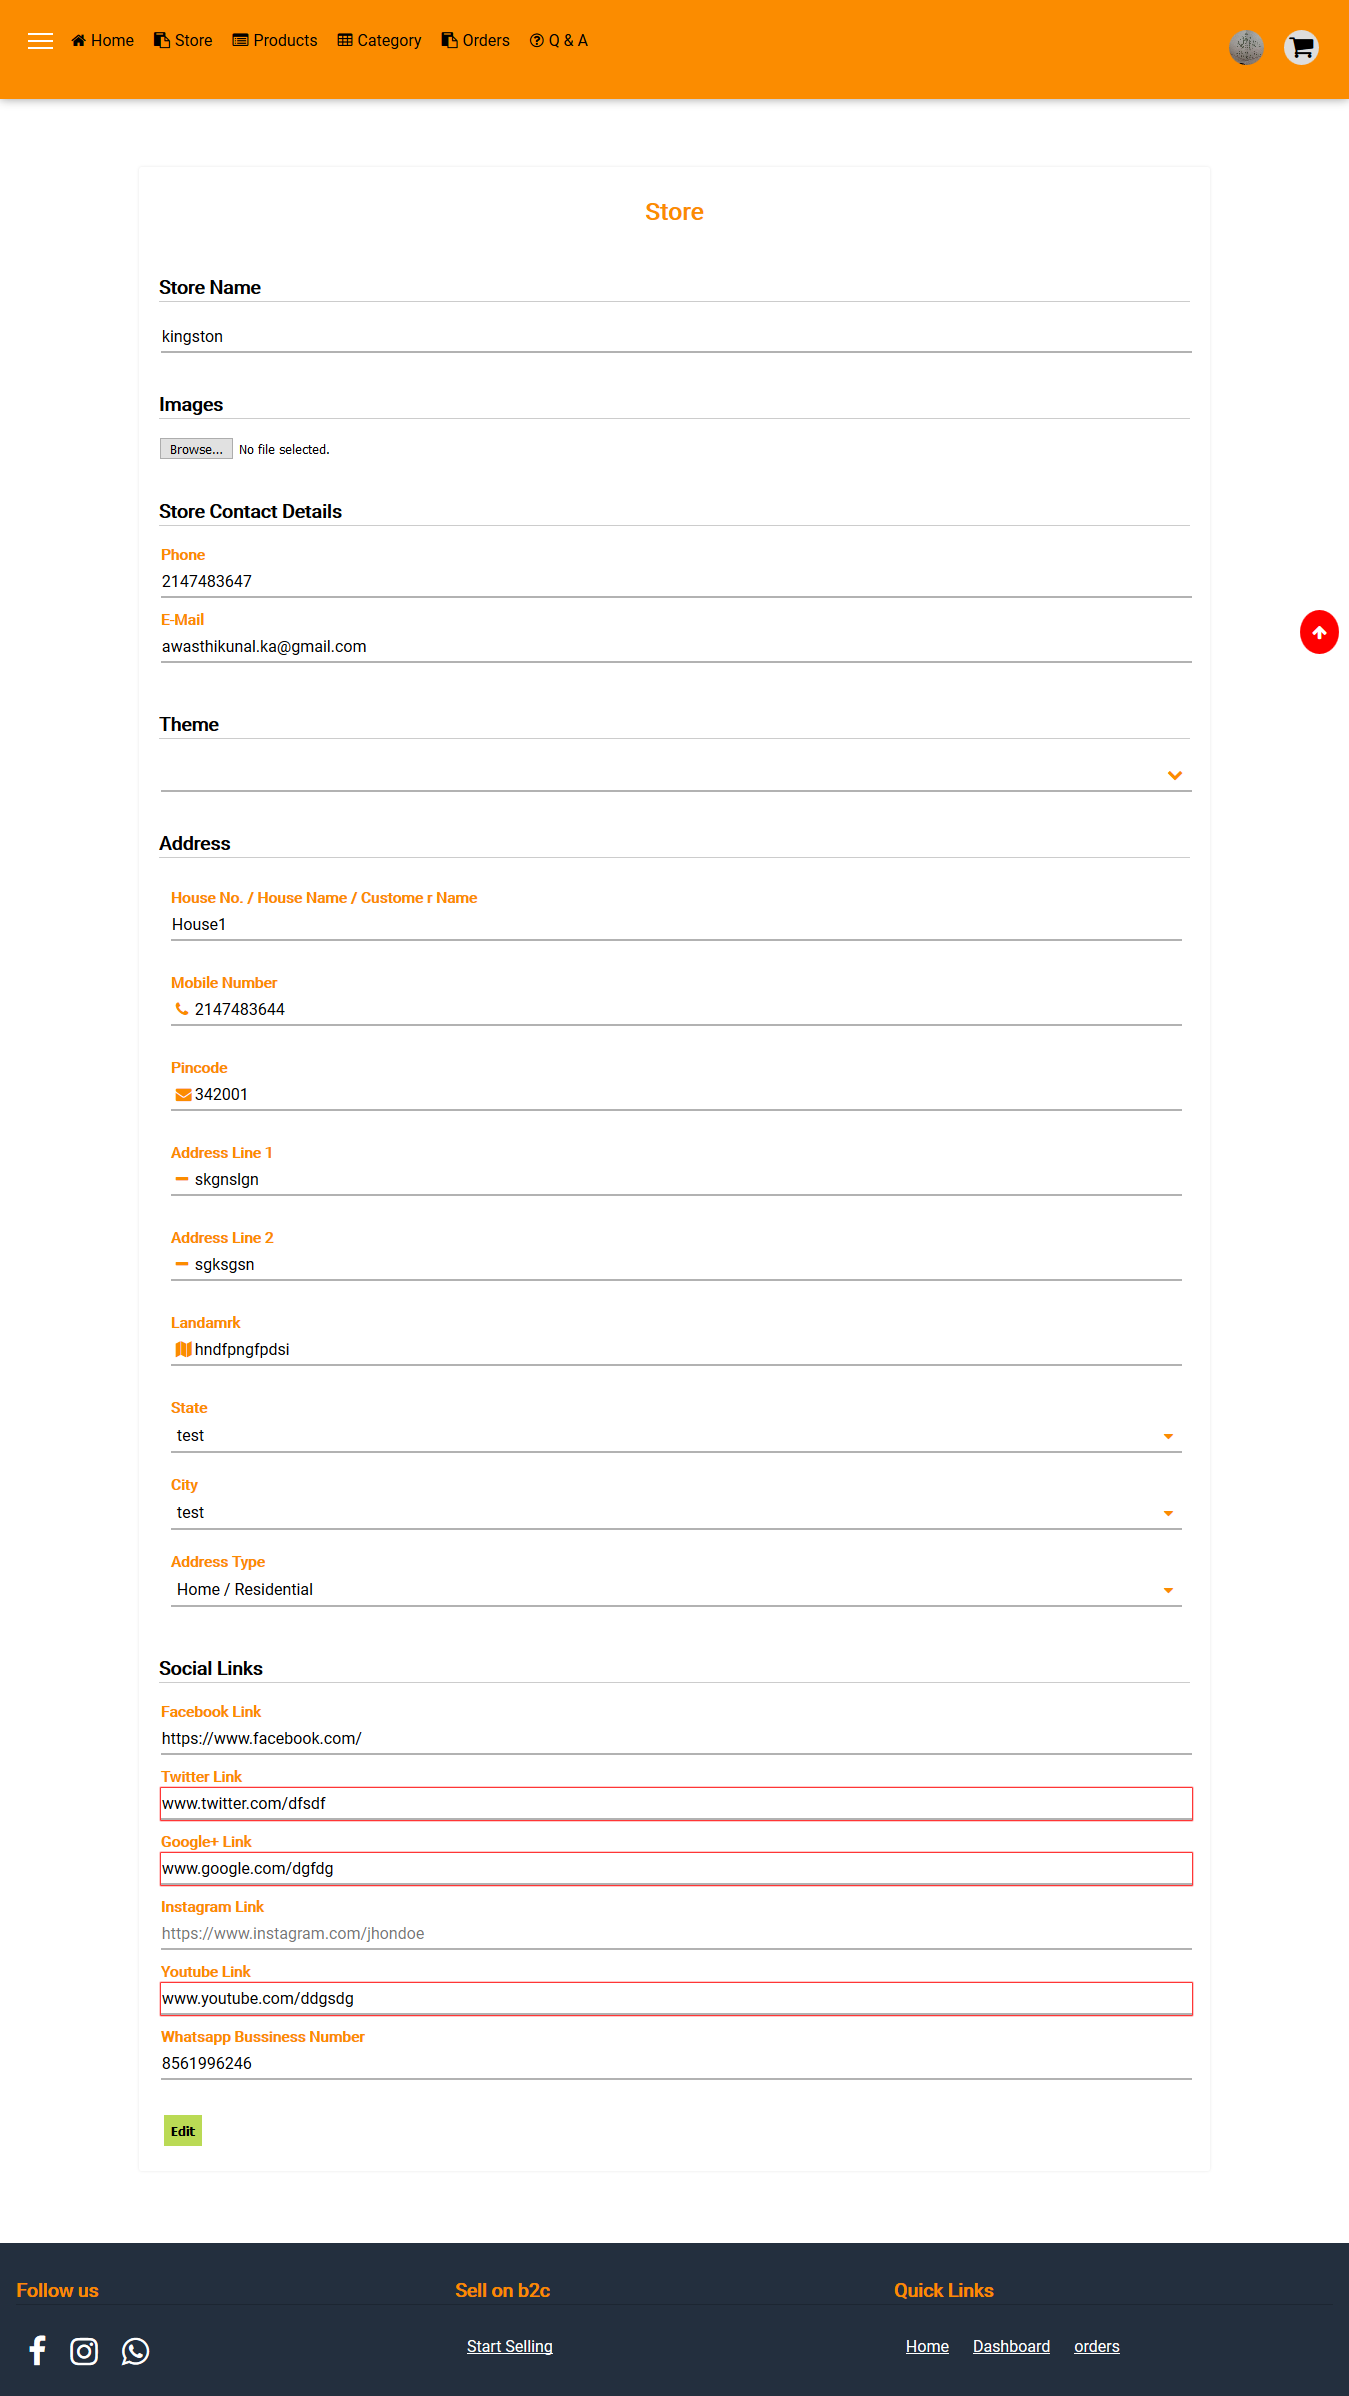 Home Store Products Category Orders Q & A
Store
Store Name
kingston
Images
Browse... No file selected.
Store Contact Details
Phone
2147483647
E-Mail
awasthikunal.ka@gmail.com
Theme
Address
House No. / House Name / Custome r Name
House1
Mobile Number
2147483644
Pincode
342001
Address Line 1
skgnslgn
Address Line 2
sgksgsn
Landamrk
hndfpngfpdsi
State
test
City
test
Address Type
Home / Residential
Social Links
Facebook Link
https://www.facebook.com/
Twitter Link
www.twitter.com/dfsdf
Google+ Link
www.google.com/dgfdg
Instagram Link
https://www.instagram.com/jhondoe
Youtube Link
www.youtube.com/ddgsdg
Whatsapp Bussiness Number
8561996246
Edit
Follow us
Sell on b2c
Start Selling
Quick Links
Home Dashboard orders